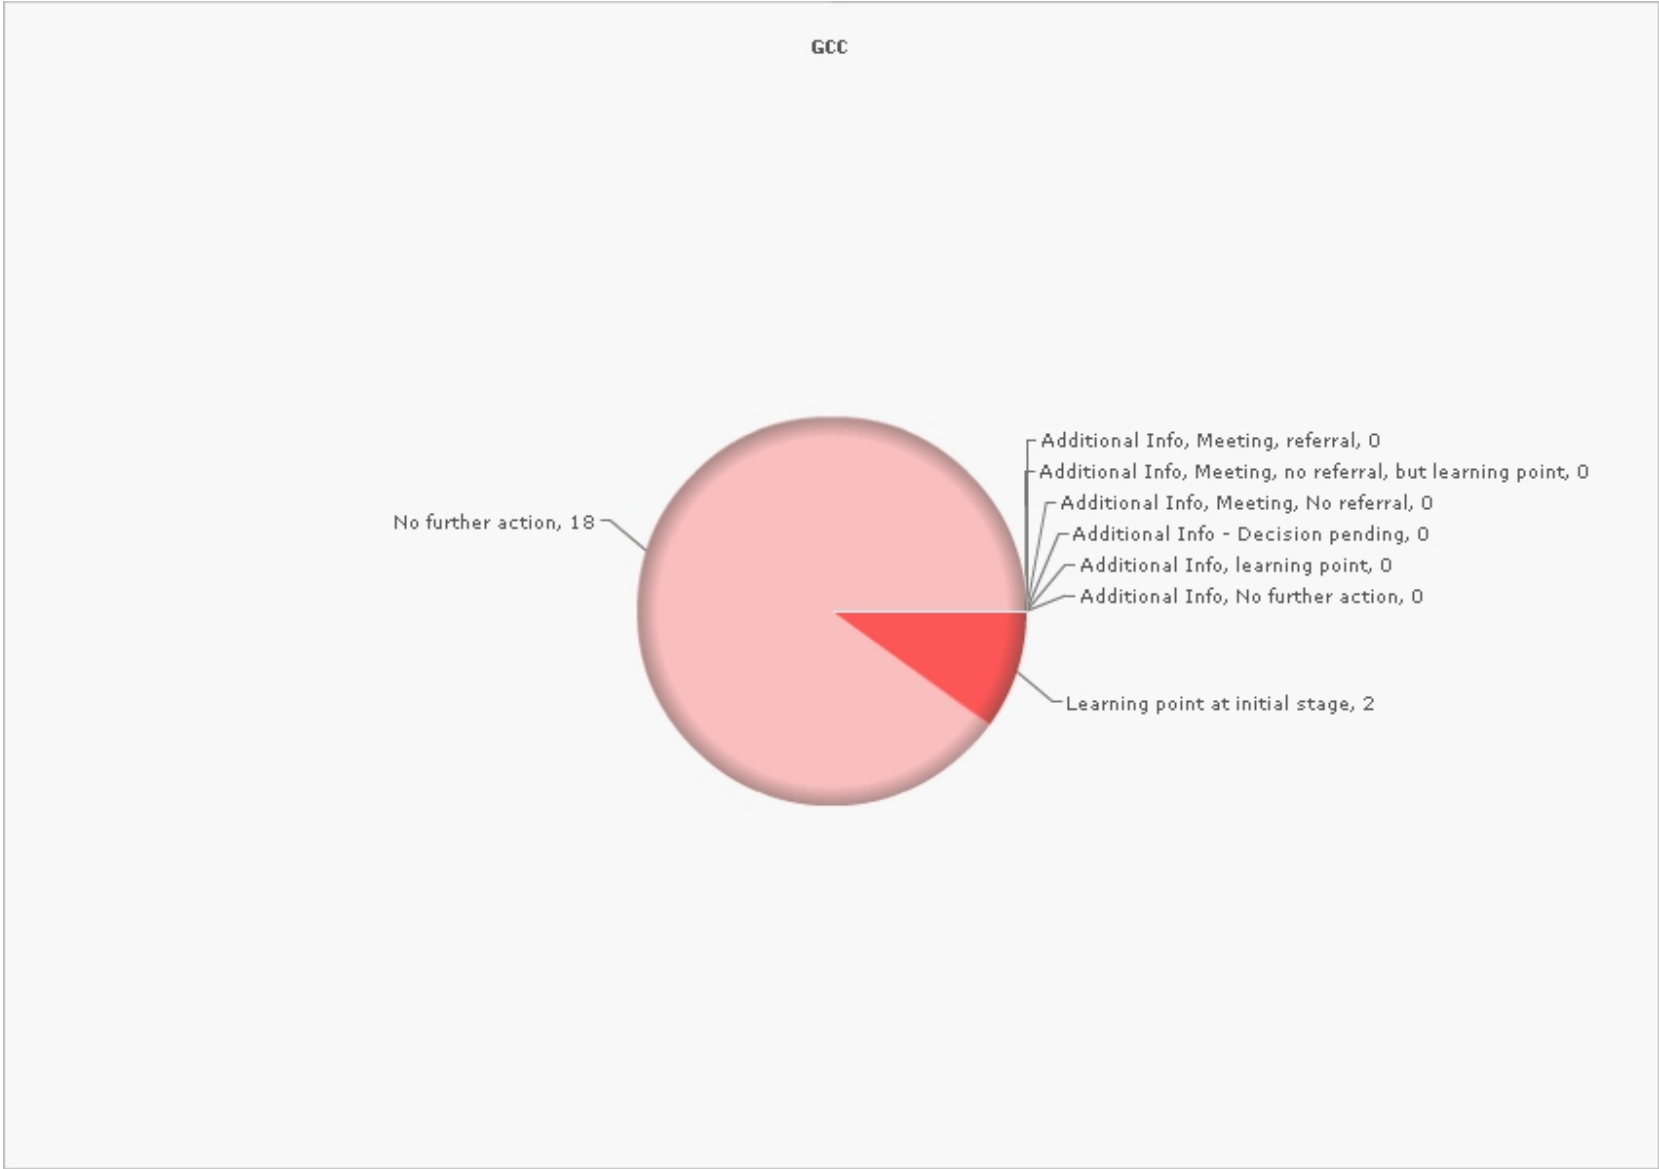 GCC
Additional Info, Meeting, referral, 0
Additional Info, Meeting, no referral, but learning point, 0
Additional Info, Meeting, No referral, 0
No further action, 18
Additional Info - Decision pending, 0
Additional Info, learning point, 0
Additional Info, No further action, 0
Learning point at initial stage, 2